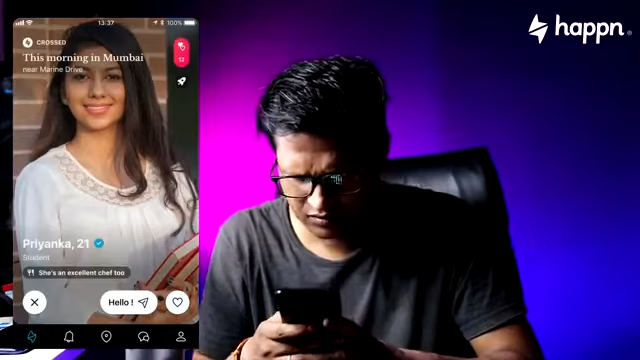 13:37
100%
CROSSED
This morning in Mumbai
near Marine Drive
Priyanka, 21
Student
She's an excellent chef too
Hello !
happn